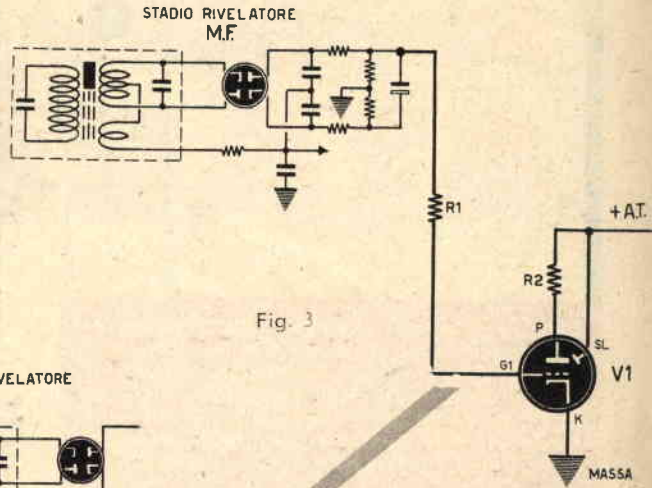 STADIO RIVELATORE
M.F.
R1
+ A.T.
R2
Fig. 3
P
SL
G1
V1
K
VELATORE
MASSA